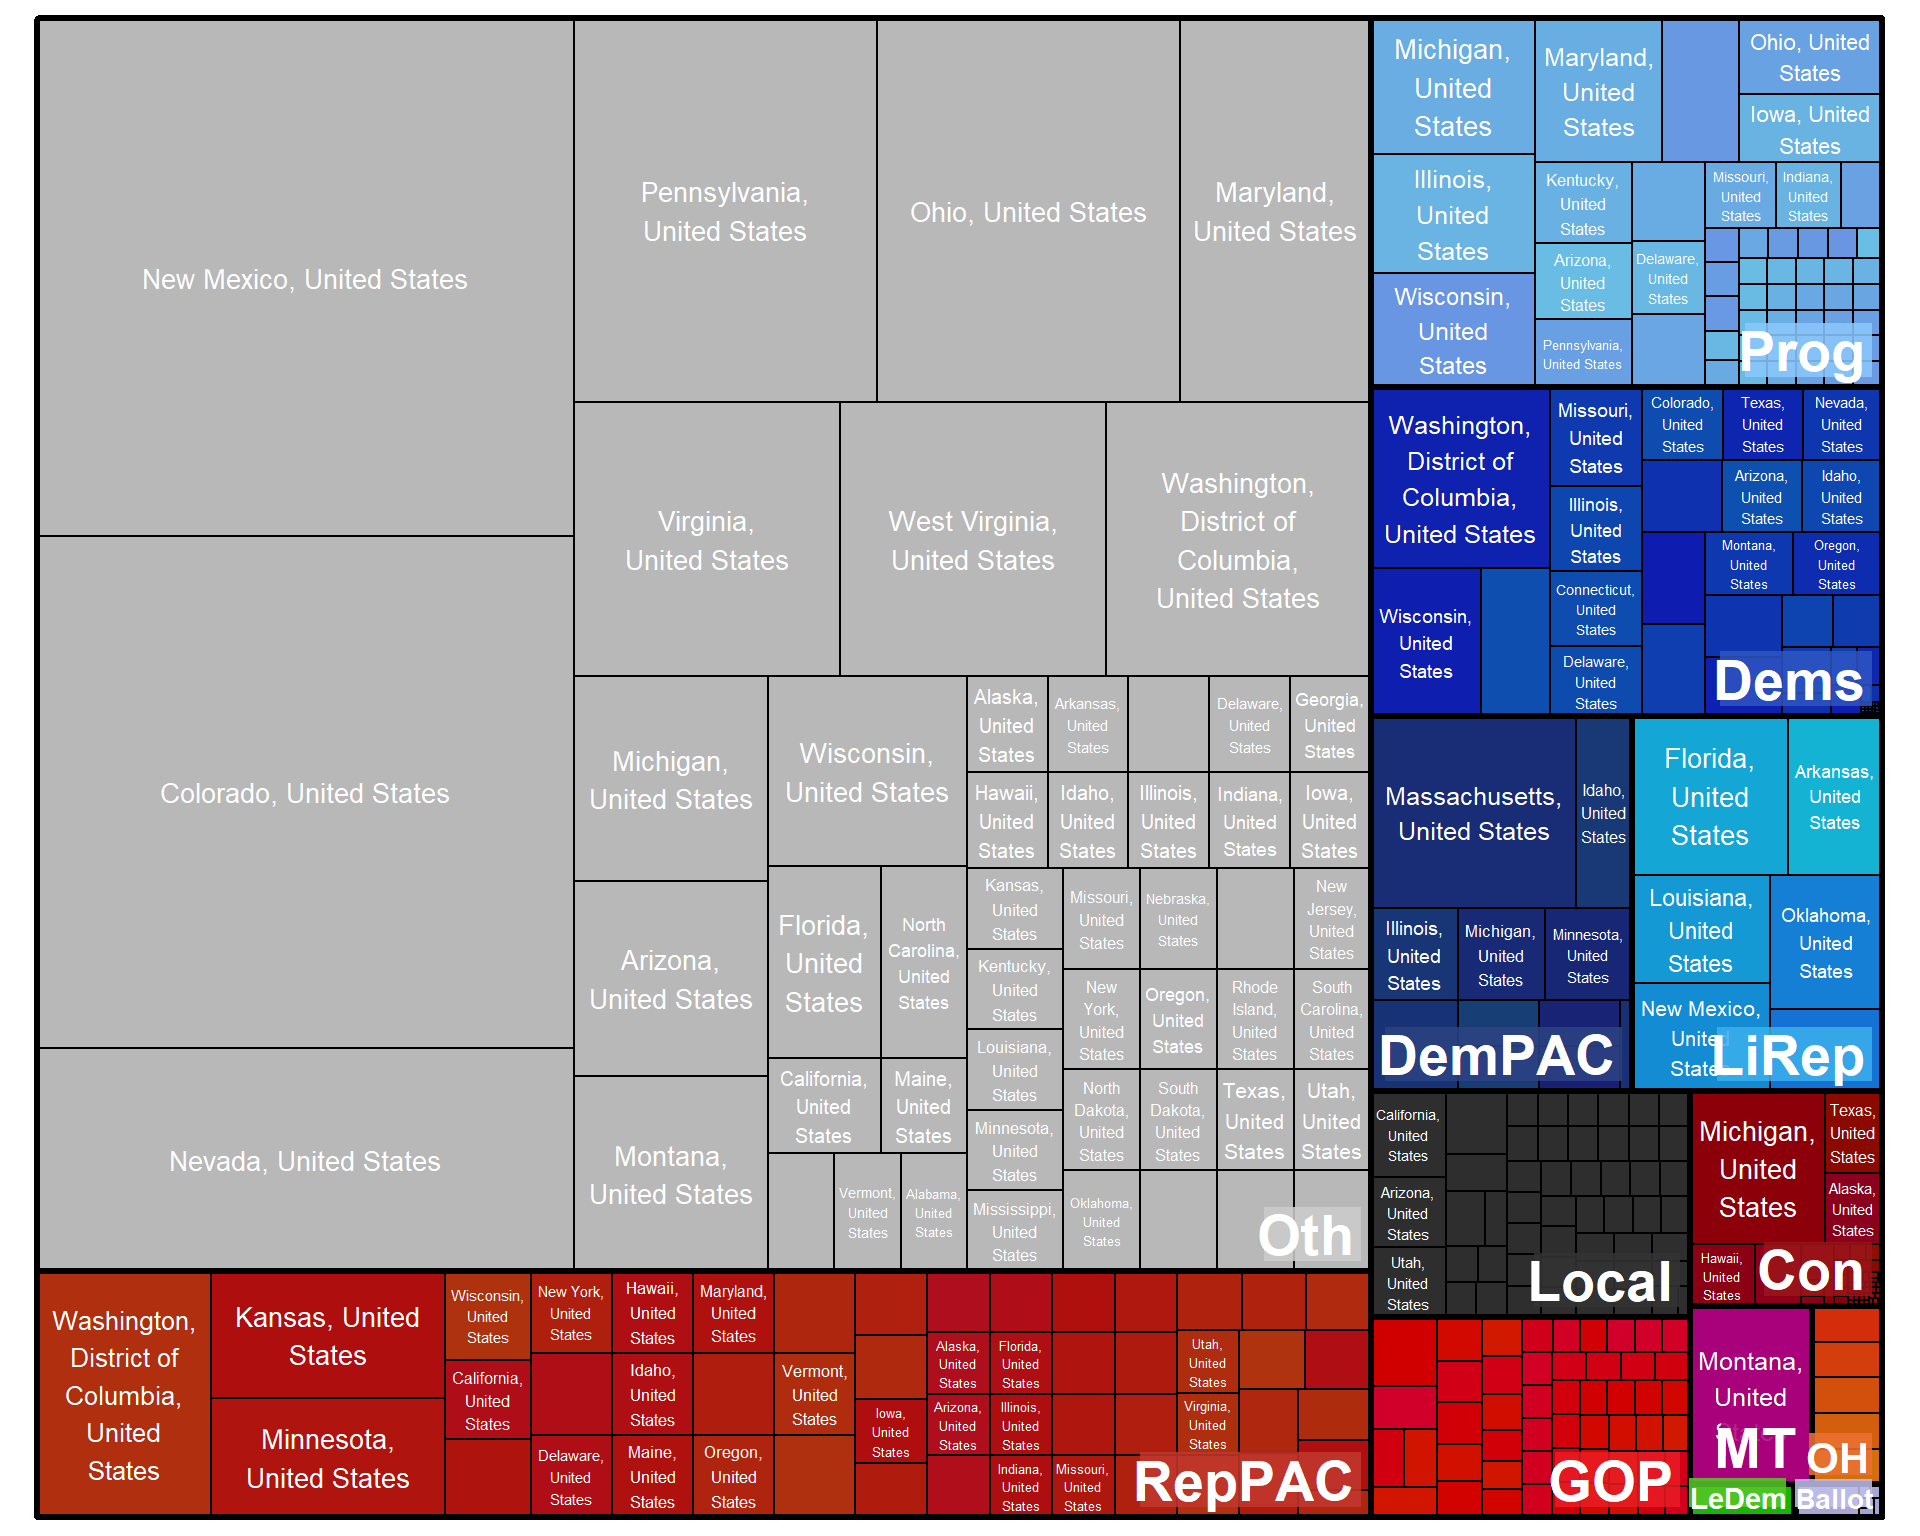 New Mexico, United States
Colorado, United States
Nevada, United States
Pennsylvania,
United States
Ohio, United States
Maryland,
United States
Virginia,
United States
West Virginia,
United States
Washington,
District of
Columbia,
United States
Michigan,
United States
Arizona,
United States
Montana,
United States
Wisconsin,
United States
Florida,
United
States
North
Carolina,
United
States
California,
United
States
Maine,
United
States
Vermont,
United
States
Alabama,
United
States
Alaska,
United
States
Arkansas,
United
States
Delaware,
United
States
Georgia,
United
States
Hawaii,
United
States
Idaho,
United
States
Illinois,
United
States
Indiana,
United
States
Iowa,
United
States
Kansas,
United
States
Kentucky,
United
States
Louisiana,
United
States
Minnesota,
United
States
Mississippi,
United
States
Missouri,
United
States
Nebraska,
United
States
New
Jersey,
United
States
New
York,
United
States
Oregon,
United
States
Rhode
Island,
United
States
South
Carolina,
United
States
North
Dakota,
United
States
South
Dakota,
United
States
Texas,
United
States
Utah,
United
States
Oklahoma,
United
States
Oth
Washington,
District of
Columbia,
United
States
Kansas, United
States
Minnesota,
United States
Wisconsin,
United
States
California,
United
States
New York,
United
States
Delaware,
United
States
Hawaii,
United
States
Idaho,
United
States
Maine,
United
States
Maryland,
United
States
Oregon,
United
States
Vermont,
United
States
Iowa,
United
States
Alaska,
United
States
Arizona,
United
States
Florida,
United
States
Illinois,
United
States
Indiana,
United
States
Missouri,
United
States
Utah,
United
States
Virginia,
United
States
RepPAC
Michigan,
United
States
Illinois,
United
States
Wisconsin,
United
States
Maryland,
United
States
Ohio, United
States
Iowa, United
States
Kentucky,
United
States
Arizona,
United
States
Pennsylvania,
United States
Delaware,
United
States
Missouri,
United
States
Indiana,
United
States
Prog
Washington,
District of
Columbia,
United States
Wisconsin,
United
States
Missouri,
United
States
Illinois,
United
States
Connecticut,
United
States
Delaware,
United
States
Colorado,
United
States
Texas,
United
States
Nevada,
United
States
Arizona,
United
States
Idaho,
United
States
Montana,
United
States
Oregon,
United
States
Dems
Massachusetts,
United States
Idaho,
United
States
Illinois,
United
States
Michigan,
United
States
Minnesota,
United
States
DemPAC
Florida,
United
States
Arkansas,
United
States
Louisiana,
United
States
Oklahoma,
United
States
New Mexico,
United
States
LiRep
California,
United
States
Arizona,
United
States
Utah,
United
States
Local
Michigan,
United
States
Texas,
United
States
Alaska,
United
States
Hawaii,
United
States
Con
GOP
Montana,
United
States
MT
OH
LeDem
Ballot